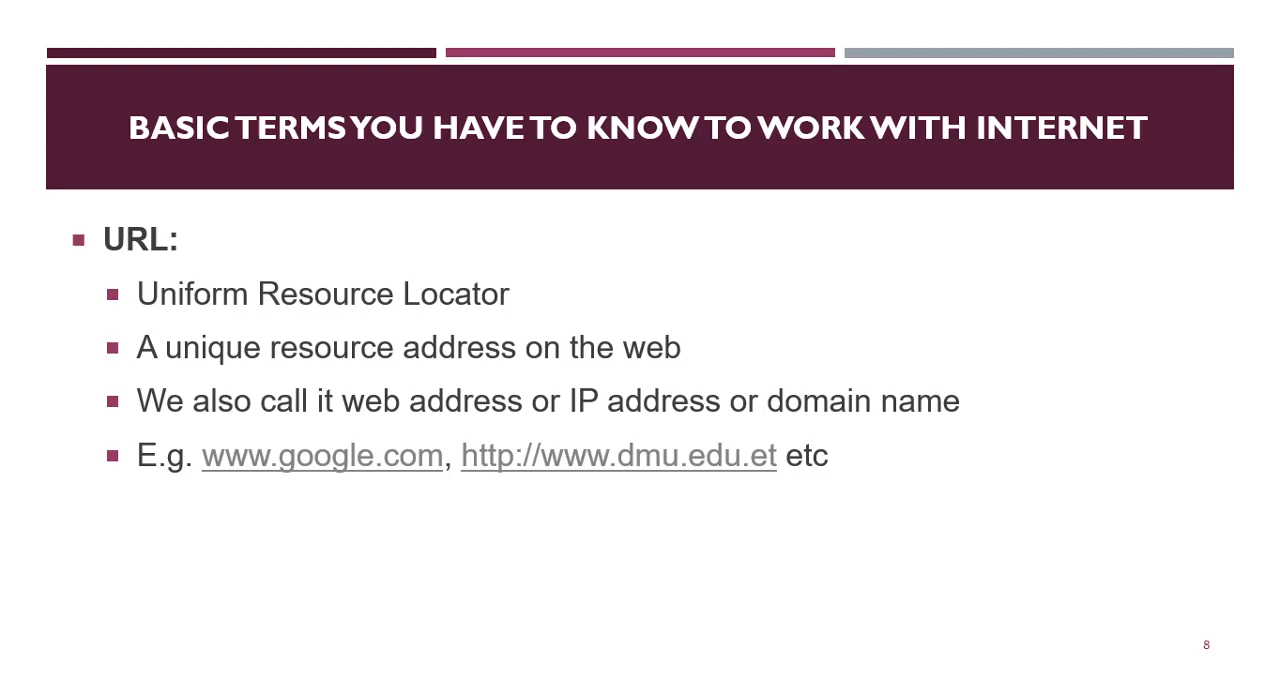 BASIC TERMS YOU HAVE TO KNOW TO WORK WITH INTERNET
URL:
Uniform Resource Locator
A unique resource address on the web
We also call it web address or IP address or domain name
E.g. www.google.com, http://www.dmu.edu.et etc
8